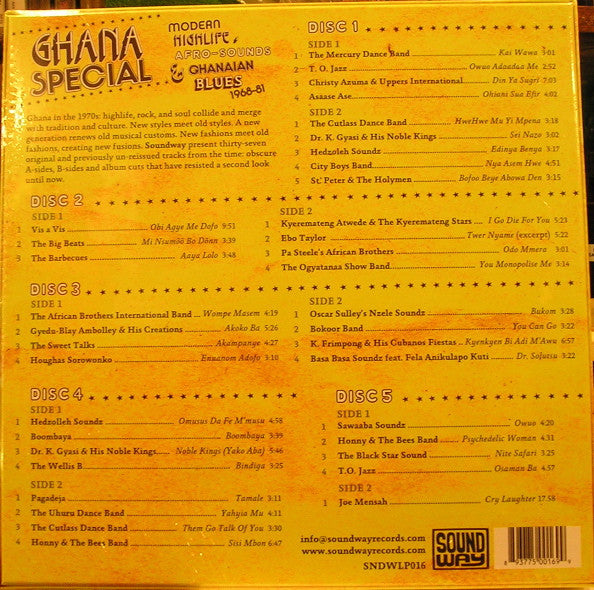 GHANA
SPECIAL
MODERN
HIGHLIFE,
AFRO-SOUNDS
& GHANAIAN
BLUES
1968-81
Ghana in the 1970s: highlife, rock, and soul collide and merge
with tradition and culture. New styles meet old styles. A new
generation renews old musical customs. New fashions meet old
fashions, creating new fusions. Soundway present thirty-seven
original and previously un-reissued tracks from the time: obscure
A-sides, B-sides and album cuts that have resisted a second look
until now.
DISC 1
SIDE 1
1 The Mercury Dance Band Kai Wawa 3:01
2 T. O. Jazz Owuo Adaadaa Me 2:52
3 Christy Azuma & Uppers International Din Ya Sugri 7:03
4 Asaase Ase Ohiani Sua Efir 4:02
SIDE 2
1 The Cutlass Dance Band HweHwe Mu Yi Mpena 3:18
2 Dr. K. Gyasi & His Noble Kings Sei Nazo 3:02
3 Hedzoleh Soundz Edinya Benya 3:17
4 City Boys Band Nya Asem Hwe 4:51
5 St. Peter & The Holymen Bofoo Beye Abowa Den 3:15
DISC 2
SIDE 1
1 Vis a Vis Obi Agye Me Dofo 9:51
2 The Big Beats Mi Nsumõõ Bo Dõnn 3:39
3 The Barbecues Aaya Lolo 3:48
SIDE 2
1 Kyeremateng Atwede & The Kyeremateng Stars I Go Die For You 5:23
2 Ebo Taylor Twer Nyame (excerpt) 5:22
3 Pa Steele's African Brothers Odo Mmera 3:01
4 The Ogyatanas Show Band You Monopolise Me 3:14
DISC 3
SIDE 1
1 The African Brothers International Band Wompe Masem 4:19
2 Gyedu-Blay Ambolley & His Creations Akoko Ba 5:26
3 The Sweet Talks Akampanye 4:27
4 Houghas Sorowonko Enuanom Adofo 3:10
SIDE 2
1 Oscar Sulley's Nzele Soundz Bukom 3:28
2 Bokoor Band You Can Go 3:22
3 K. Frimpong & His Cubanos Fiestas Kyenkyen Bi Adi M'Awu 6:57
4 Basa Basa Soundz feat. Fela Anikulapo Kuti Dr. Solutsu 3:22
DISC 4
SIDE 1
1 Hedzolleh Soundz Omusus Da Fe M'musu 4:58
2 Boombaya Boombaya 3:39
3 Dr. K. Gyasi & His Noble Kings Noble Kings (Yako Aba) 5:46
4 The Wellis B Bindiga 3:25
SIDE 2
1 Pagadeja Tamale 3:11
2 The Uhuru Dance Band Yahyia Mu 4:11
3 The Cutlass Dance Band Them Go Talk Of You 3:30
4 Honny & The Bees Band Sisi Mbon 6:47
DISC 5
SIDE 1
1 Sawaaba Soundz Owuo 4:20
2 Honny & The Bees Band Psychedelic Woman 4:31
3 The Black Star Sound Nite Safari 3:25
4 T.O. Jazz Osaman Ba 4:57
SIDE 2
1 Joe Mensah Cry Laughter 17:58
info@soundwayrecords.com
www.soundwayrecords.com
SNDWLP016
SOUND
WAY
8 93775 00169 9